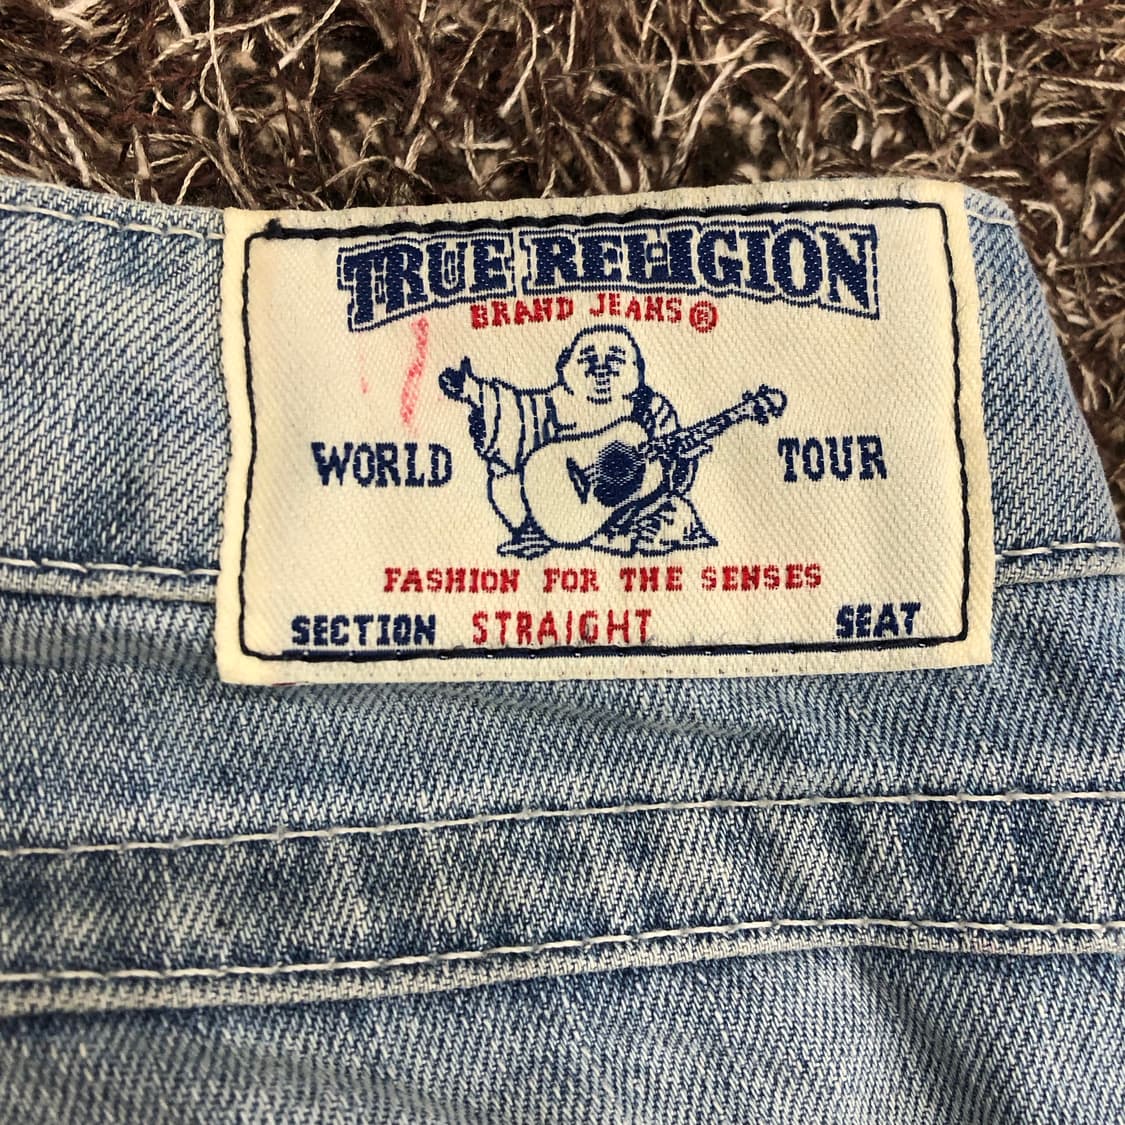 TRUE RELIGION
BRAND JEANS®
WORLD TOUR
FASHION FOR THE SENSES
SECTION STRAIGHT SEAT